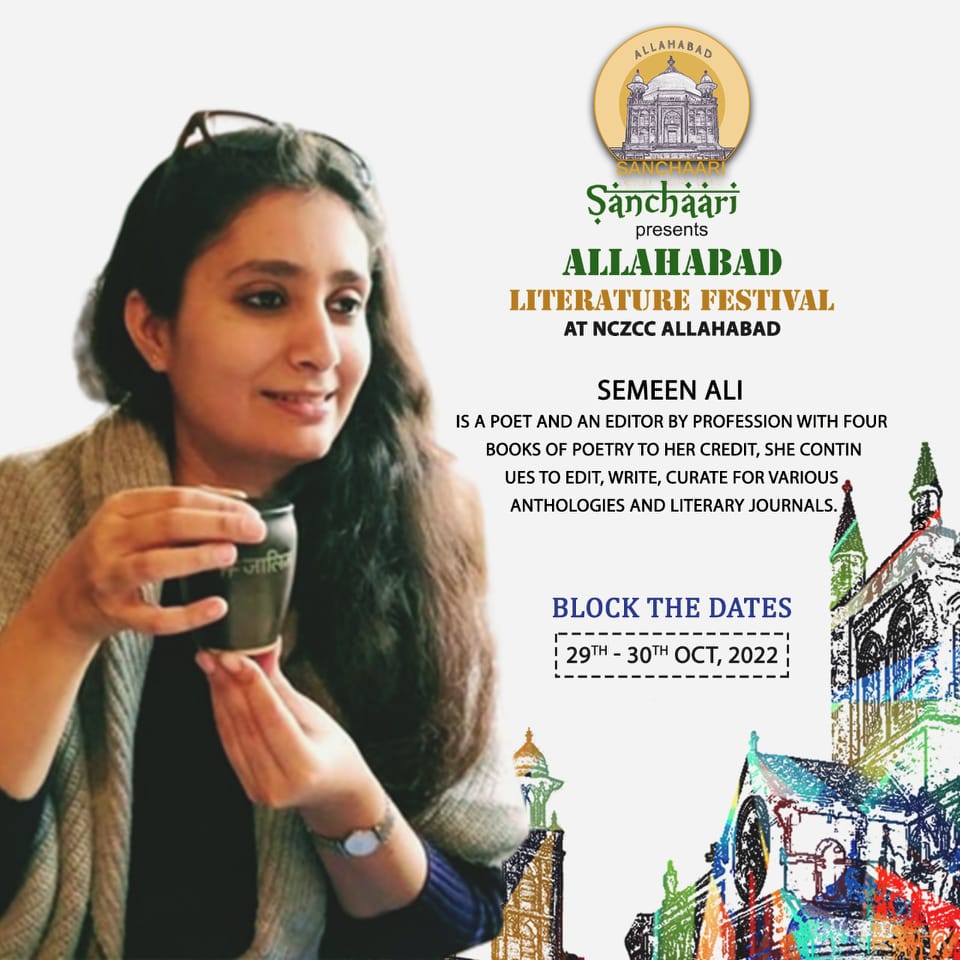 ALLAHABAD
SANCHAARI
Sanchaari
presents
ALLAHABAD
LITERATURE FESTIVAL
AT NCZCC ALLAHABAD
SEMEEN ALI
IS A POET AND AN EDITOR BY PROFESSION WITH FOUR
BOOKS OF POETRY TO HER CREDIT, SHE CONTIN
UES TO EDIT, WRITE, CURATE FOR VARIOUS
ANTHOLOGIES AND LITERARY JOURNALS.
BLOCK THE DATES
29TH - 30TH OCT, 2022